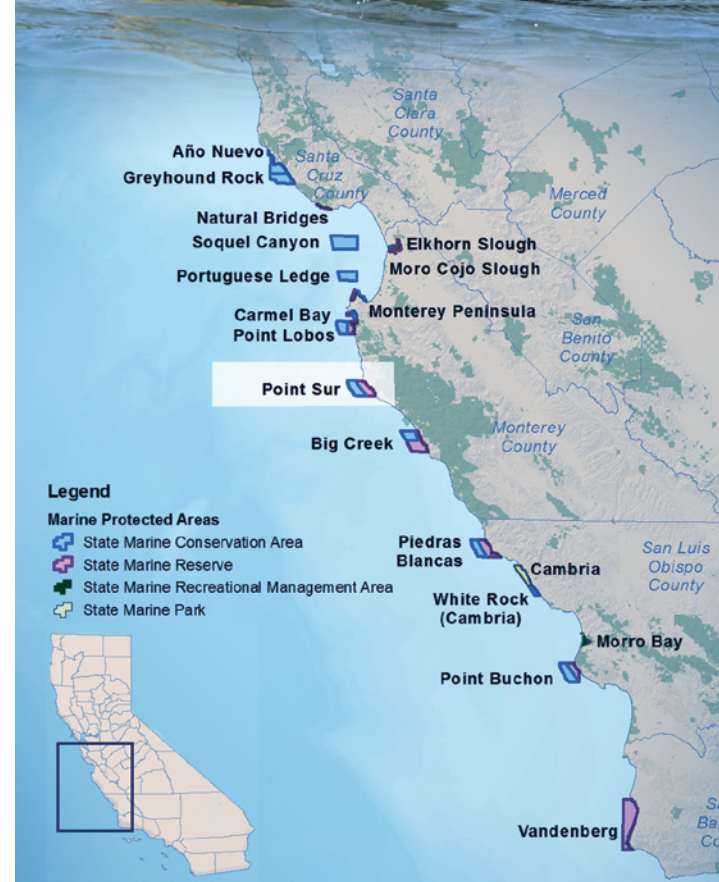 Santa
Clara
County
Año Nuevo
Greyhound Rock
Santa
Cruz
County
Merced
County
Natural Bridges
Soquel Canyon
Elkhorn Slough
Moro Cojo Slough
Portuguese Ledge
Monterey Peninsula
Carmel Bay
Point Lobos
San
Benito
County
Point Sur
Big Creek
Monterey
County
Legend
Marine Protected Areas
State Marine Conservation Area
State Marine Reserve
State Marine Recreational Management Area
State Marine Park
Piedras
Blancas
San Luis
Obispo
County
Cambria
White Rock
(Cambria)
Morro Bay
Point Buchon
Vandenberg